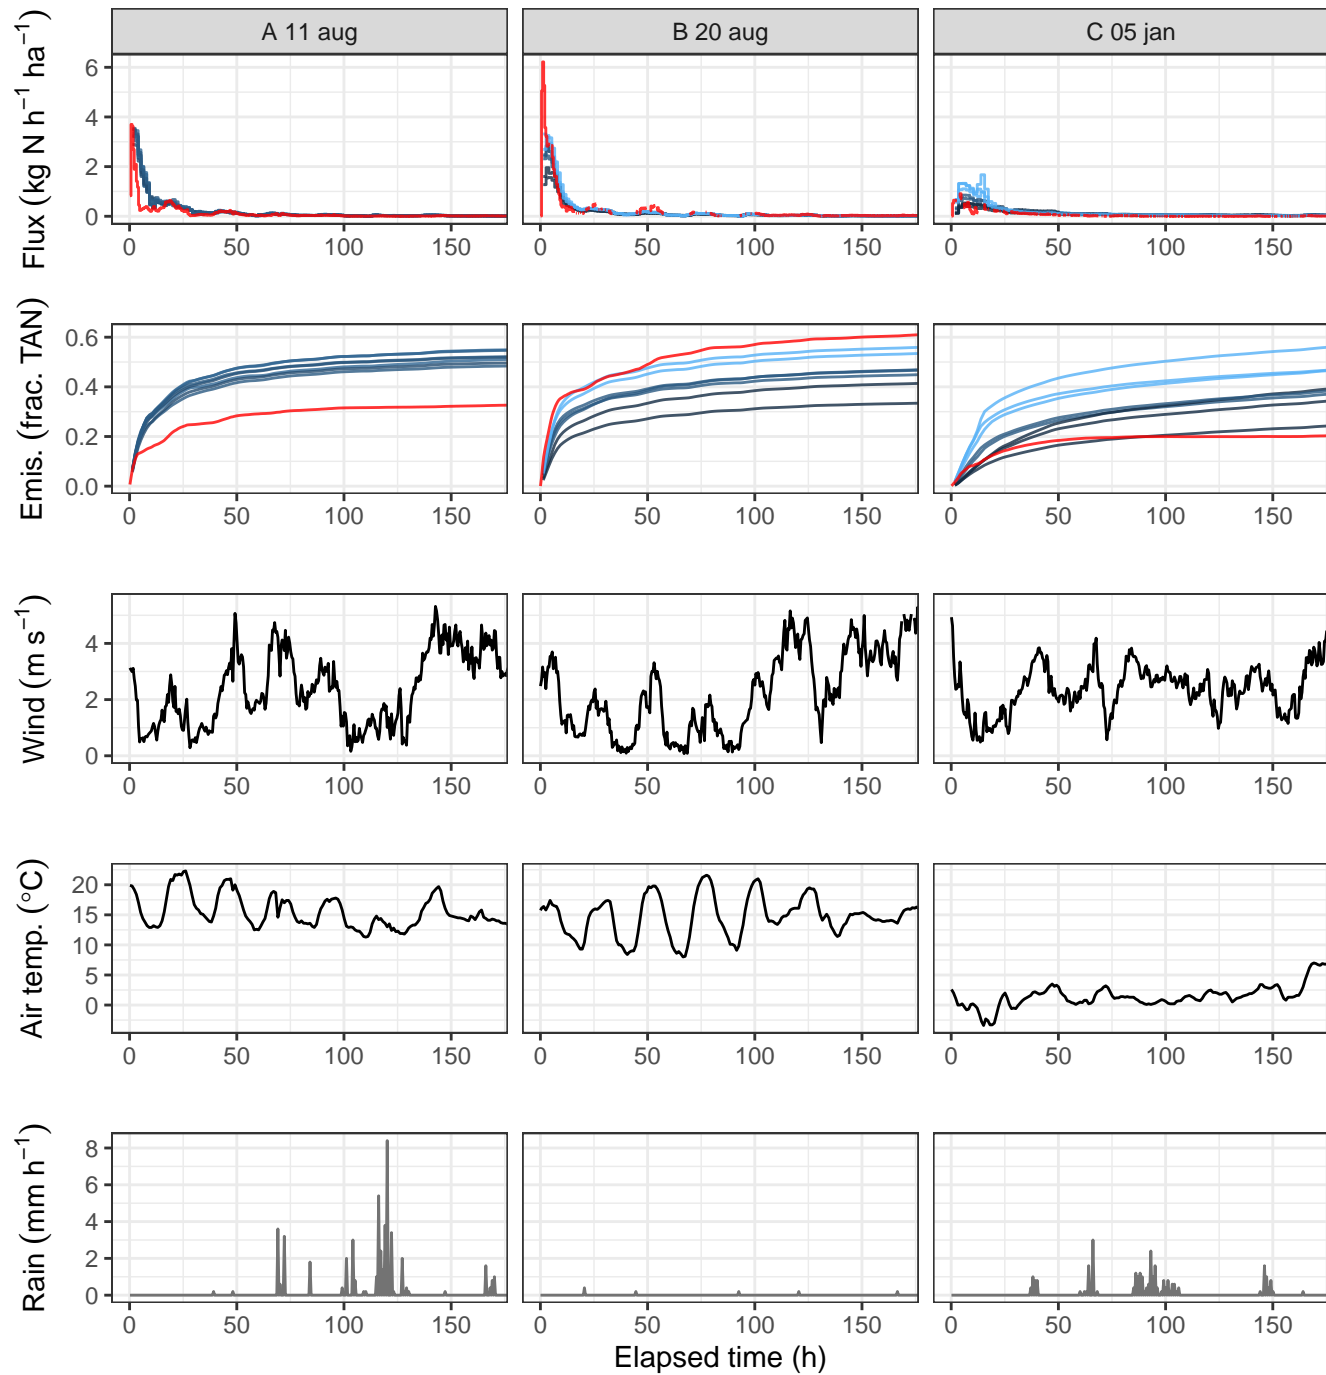 A 11 aug
B 20 aug
C 05 jan
Flux (kg N h⁻¹ ha⁻¹)
6
4
2
0
0 50 100 150
0 50 100 150
0 50 100 150
Emis. (frac. TAN)
0.6
0.4
0.2
0.0
0 50 100 150
0 50 100 150
0 50 100 150
Wind (m s⁻¹)
4
2
0
0 50 100 150
0 50 100 150
0 50 100 150
Air temp. (°C)
20
15
10
5
0
0 50 100 150
0 50 100 150
0 50 100 150
Rain (mm h⁻¹)
8
6
4
2
0
0 50 100 150
0 50 100 150
0 50 100 150
Elapsed time (h)